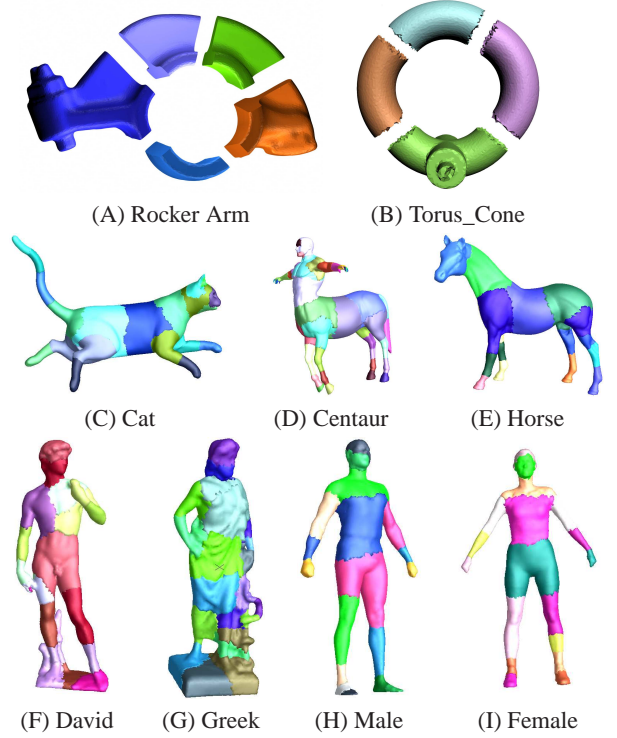 (A) Rocker Arm
(B) Torus_Cone
(C) Cat
(D) Centaur
(E) Horse
(F) David
(G) Greek
(H) Male
(I) Female